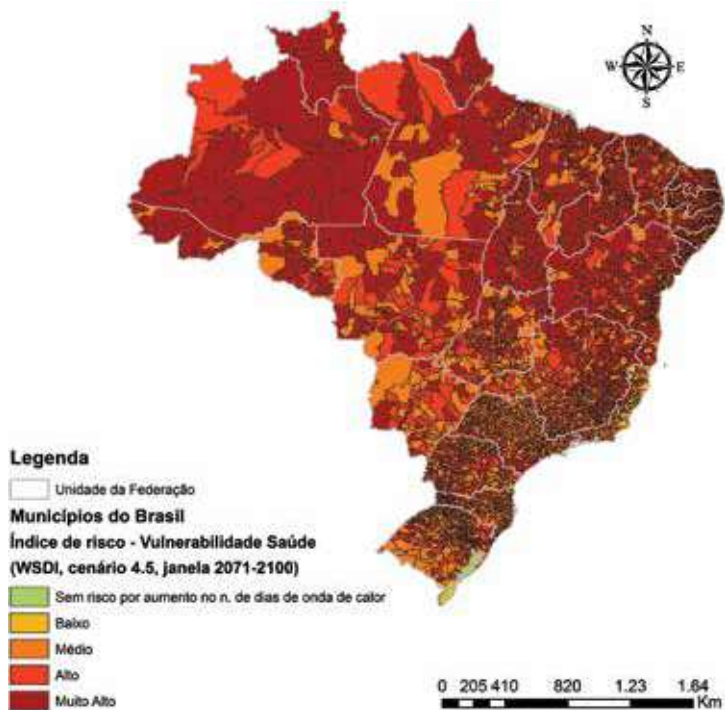 N
W E
S
Legenda
Unidade da Federação
Municípios do Brasil
Índice de risco - Vulnerabilidade Saúde
(WSDI, cenário 4.5, janela 2071-2100)
Sem risco por aumento no n. de dias de onda de calor
Baixo
Médio
Alto
Muito Alto
0 205 410 820 1.23 1.64
Km